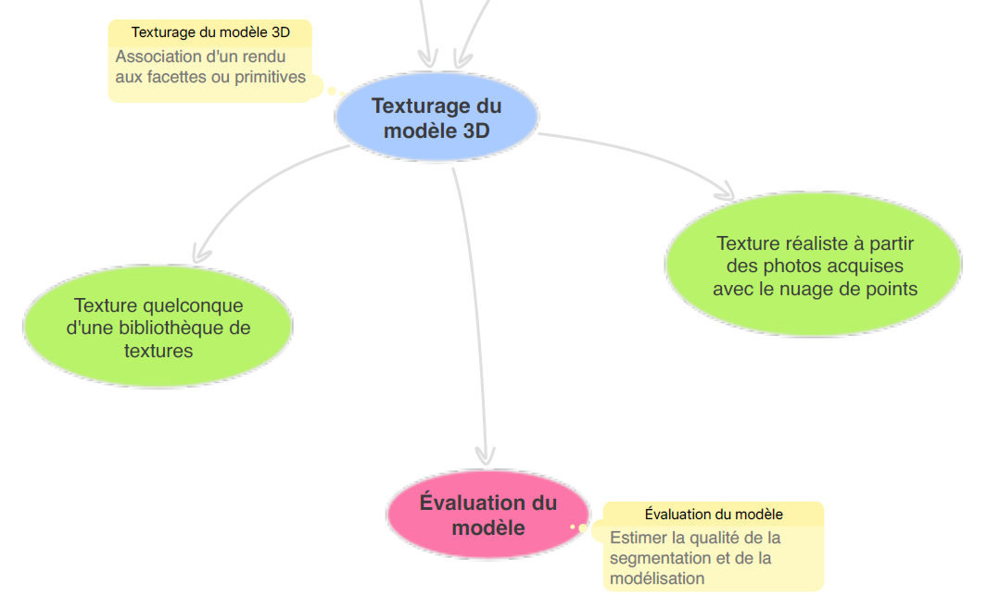 Texturage du modèle 3D
Association d'un rendu
aux facettes ou primitives
Texturage du
modèle 3D
Texture réaliste à partir
des photos acquises
avec le nuage de points
Texture quelconque
d'une bibliothèque de
textures
Évaluation du
modèle
Évaluation du modèle
Estimer la qualité de la
segmentation et de la
modélisation